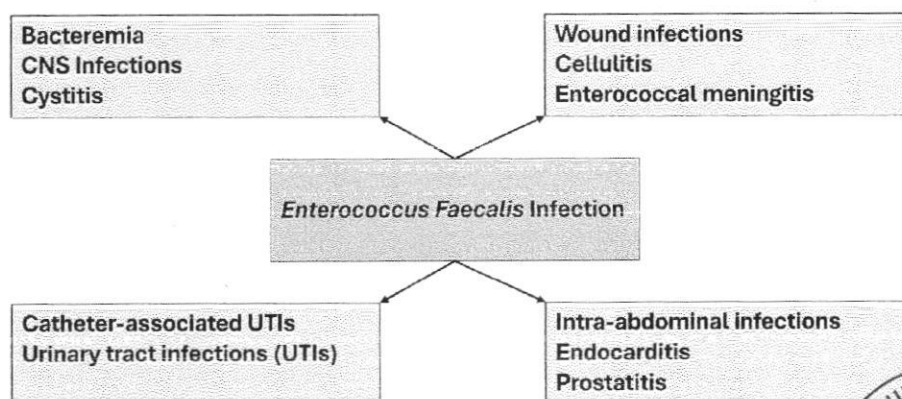 Bacteremia
CNS Infections
Cystitis
Wound infections
Cellulitis
Enterococcal meningitis
Enterococcus Faecalis Infection
Catheter-associated UTIs
Urinary tract infections (UTIs)
Intra-abdominal infections
Endocarditis
Prostatitis